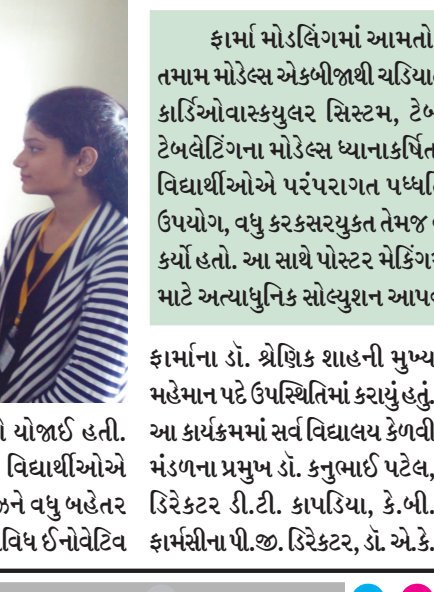 ફાર્મા મોડલિંગમાં આમતો
તમામ મોડેલ્સ એકબીજાથી ચડિયા
કાર્ડિઓવાસ્કયુલર સિસ્ટમ, ટેબ
ટેબલેટિંગના મોડેલ્સ ધ્યાનાકર્ષિત
વિદ્યાર્થીઓએ પરંપરાગત પધ્ધતિ
ઉપયોગ, વધુ કરકસરયુકત તેમજ
કર્યો હતો. આ સાથે પોસ્ટર મેકિંગ
માટે અત્યાધુનિક સોલ્યુશન આપ
યોજાઈ હતી.
વિદ્યાર્થીઓએ
ને વધુ બહેતર
વિધ ઈનોવેટિવ
ફાર્માના ડૉ. શ્રેણિક શાહની મુખ્ય
મહેમાન પદે ઉપસ્થિતિમાં કરાયું હતું.
આ કાર્યક્રમમાં સર્વ વિદ્યાલય કેળવી
મંડળના પ્રમુખ ડૉ. કનુભાઈ પટેલ,
ડિરેકટર ડી.ટી. કાપડિયા, કે.બી.
ફાર્મસીના પી.જી. ડિરેકટર, ડૉ. એ.કે.